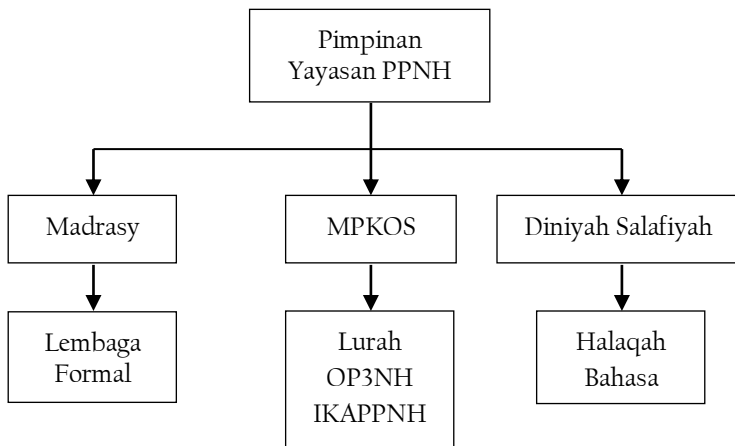 Pimpinan
Yayasan PPNH
Madrasy
MPKOS
Diniyah Salafiyah
Lembaga
Formal
Lurah
OP3NH
IKAPPNH
Halaqah
Bahasa